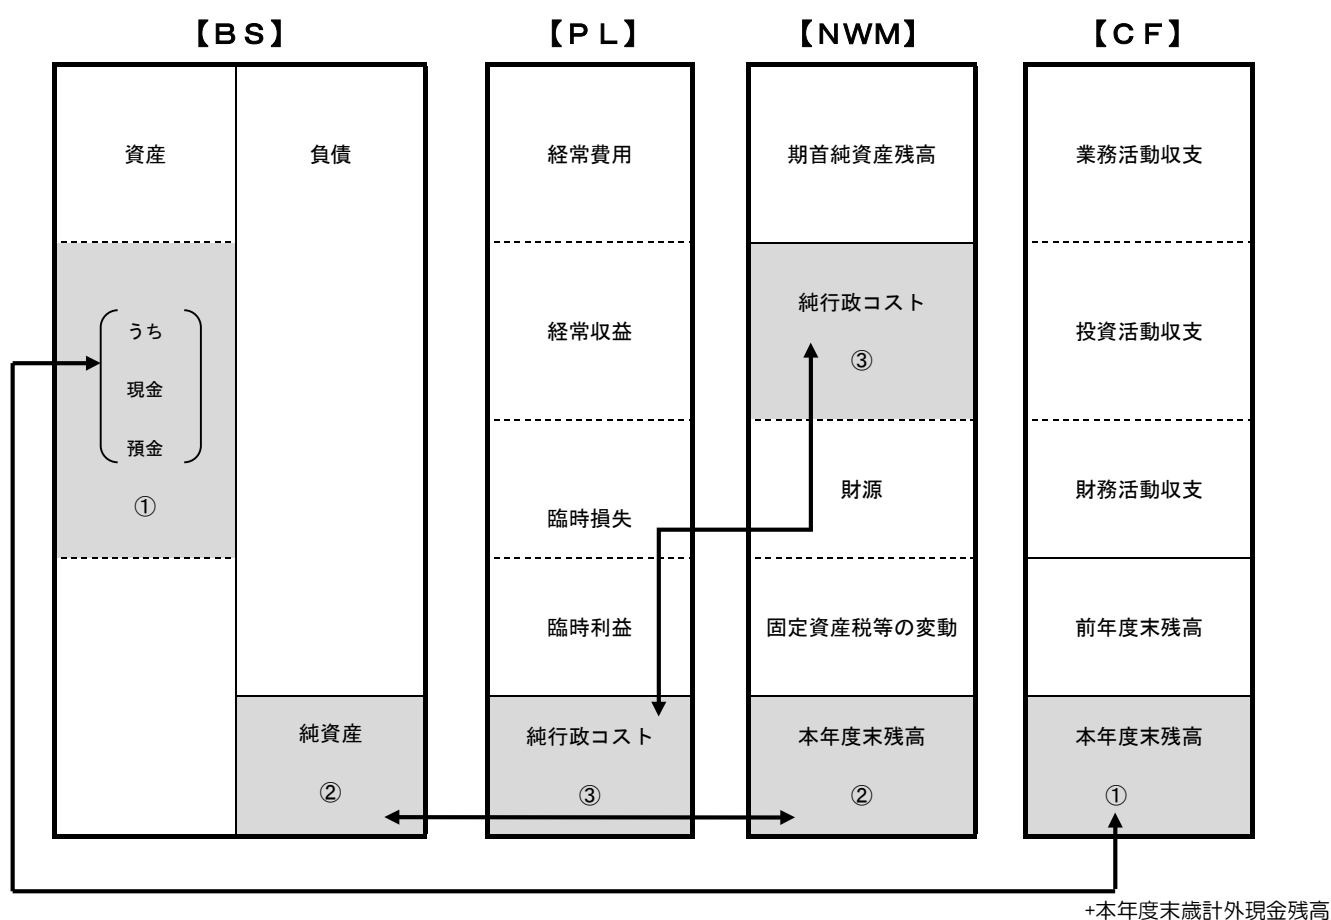 【ＢＳ】
資産
負債
うち
現金
預金
①
純資産
②
【ＰＬ】
経常費用
経常収益
臨時損失
臨時利益
純行政コスト
③
【NWM】
期首純資産残高
純行政コスト
③
財源
固定資産税等の変動
本年度末残高
②
【ＣＦ】
業務活動収支
投資活動収支
財務活動収支
前年度末残高
本年度末残高
①
+本年度末歳計外現金残高